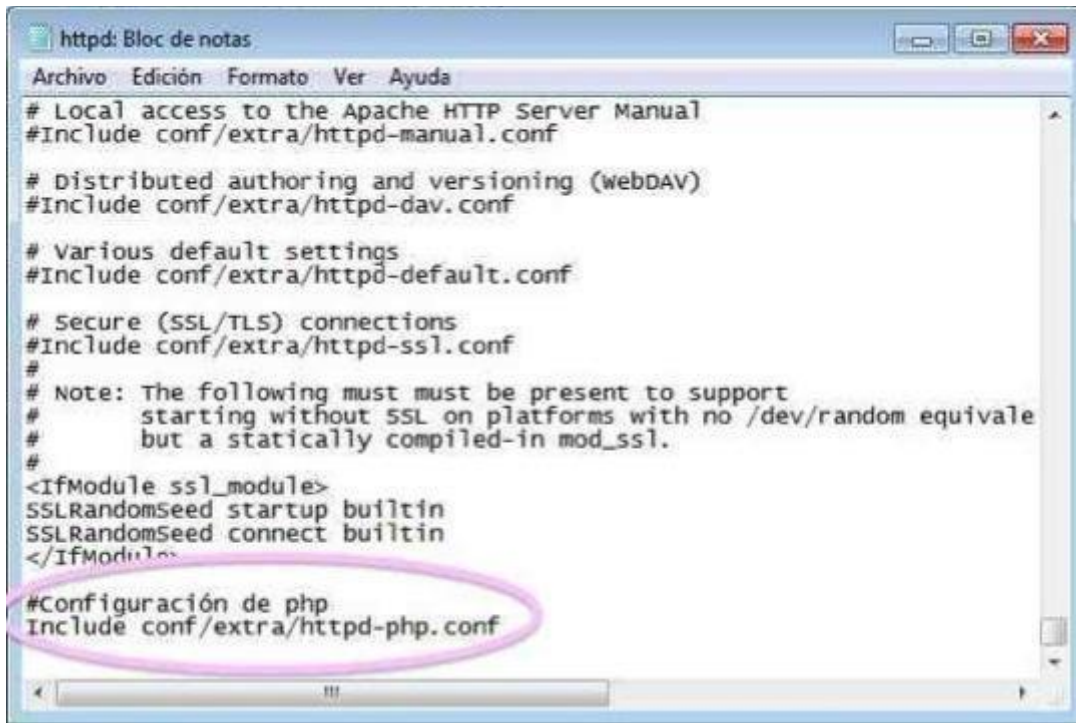 httpd: Bloc de notas
Archivo Edición Formato Ver Ayuda
# Local access to the Apache HTTP Server Manual
#Include conf/extra/httpd-manual.conf
# Distributed authoring and versioning (WebDAV)
#Include conf/extra/httpd-dav.conf
# Various default settings
#Include conf/extra/httpd-default.conf
# Secure (SSL/TLS) connections
#Include conf/extra/httpd-ssl.conf
#
# Note: The following must must be present to support
#       starting without SSL on platforms with no /dev/random equivale
#       but a statically compiled-in mod_ssl.
#
<IfModule ssl_module>
SSLRandomSeed startup builtin
SSLRandomSeed connect builtin
</IfModule>
#Configuración de php
Include conf/extra/httpd-php.conf